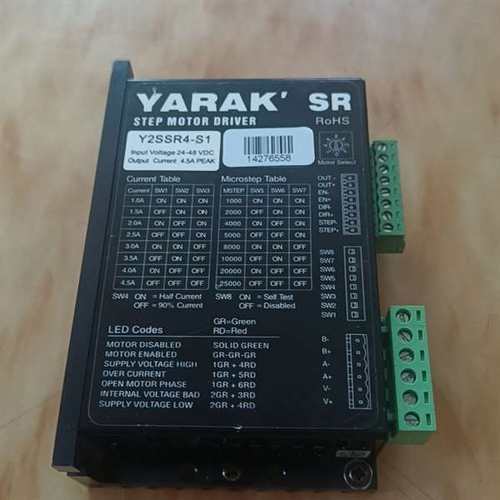 YARAK' SR
STEP MOTOR DRIVER
RoHS
Y2SSR4-S1
Input Voltage 24-48 VDC
Output Current 4.5A PEAK
14276558
Motor Select
Current Table
Current SW1 SW2 SW3
1.0A ON ON ON
1.5A OFF ON ON
2.0A ON OFF ON
2.5A OFF OFF ON
3.0A ON ON OFF
3.5A OFF ON OFF
4.0A ON OFF OFF
4.5A OFF OFF OFF
SW4 ON = Half Current
OFF = 90% Current
Microstep Table
MSTEP SW5 SW6 SW7
1000 ON ON ON
2000 OFF ON ON
4000 ON OFF ON
5000 OFF OFF ON
8000 ON ON OFF
10000 OFF ON OFF
20000 ON OFF OFF
25000 OFF OFF OFF
SW8 ON = Self Test
OFF = Disabled
LED Codes
GR=Green
RD=Red
MOTOR DISABLED SOLID GREEN
MOTOR ENABLED GR-GR-GR
SUPPLY VOLTAGE HIGH 1GR + 4RD
OVER CURRENT 1GR + 5RD
OPEN MOTOR PHASE 1GR + 6RD
INTERNAL VOLTAGE BAD 2GR + 3RD
SUPPLY VOLTAGE LOW 2GR + 4RD
OUT -
OUT+
EN-
EN+
DIR-
DIR+
STEP-
STEP+
SW8
SW7
SW6
SW5
SW4
SW3
SW2
SW1
B-
B+
A-
A+
V-
V+